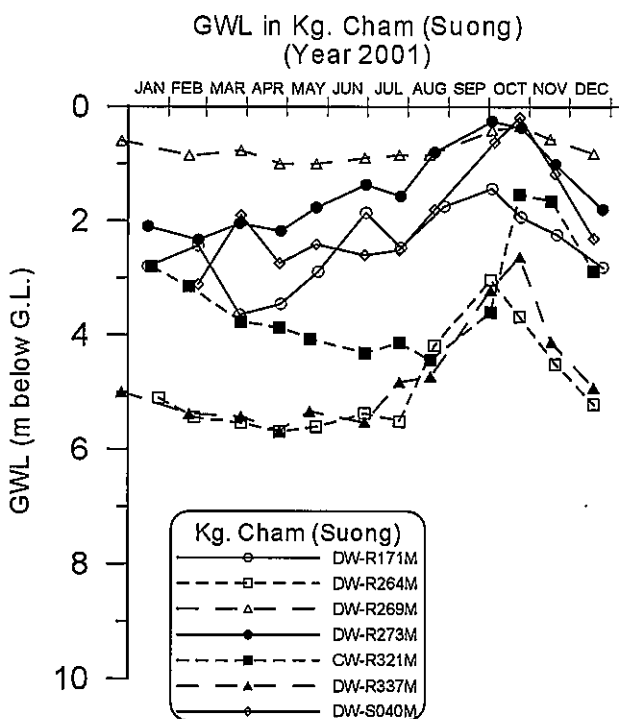 GWL in Kg. Cham (Suong)
(Year 2001)
JAN FEB MAR APR MAY JUN JUL AUG SEP OCT NOV DEC
0
2
4
6
8
10
GWL (m below G.L.)
Kg. Cham (Suong)
DW-R171M
DW-R264M
DW-R269M
DW-R273M
CW-R321M
DW-R337M
DW-S040M